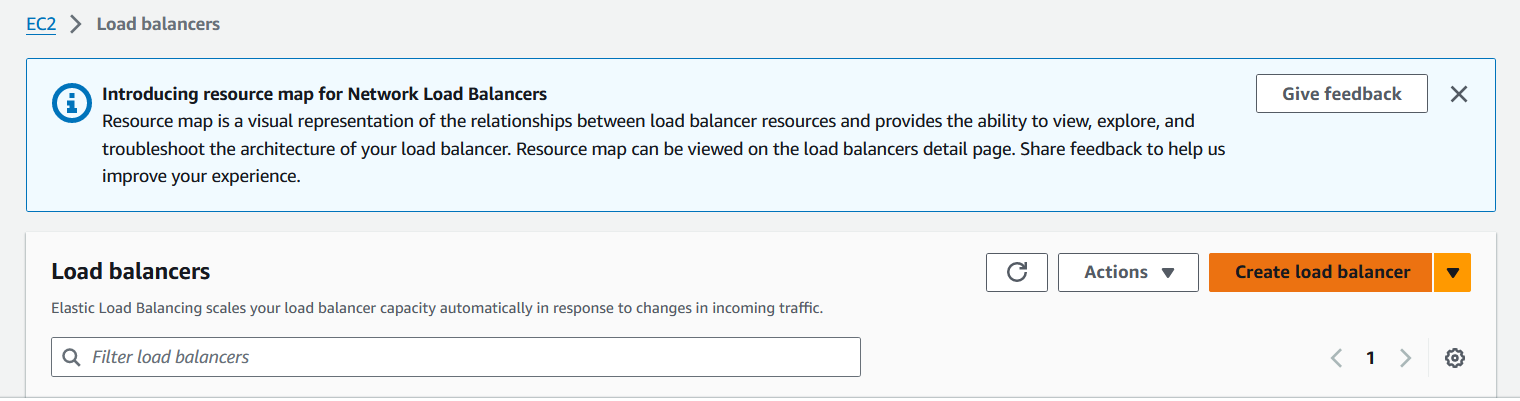 EC2 Load balancers
Introducing resource map for Network Load Balancers
Give feedback
Resource map is a visual representation of the relationships between load balancer resources and provides the ability to view, explore, and
troubleshoot the architecture of your load balancer. Resource map can be viewed on the load balancers detail page. Share feedback to help us
improve your experience.
Load balancers
Actions
Create load balancer
Elastic Load Balancing scales your load balancer capacity automatically in response to changes in incoming traffic.
Filter load balancers
1